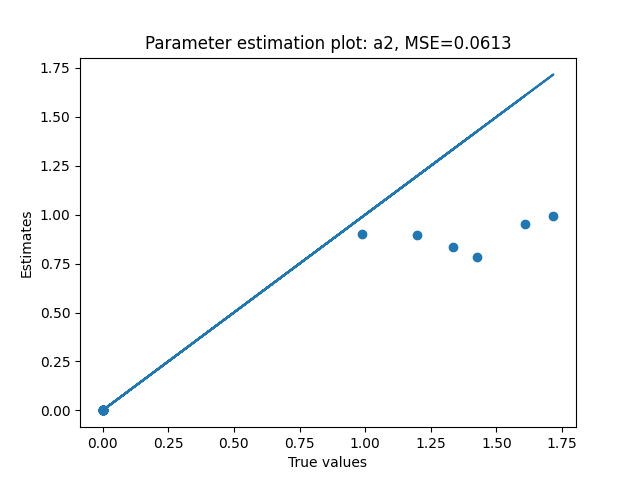 Parameter estimation plot: a2, MSE=0.0613
1.75
1.50
1.25
1.00
0.75
0.50
0.25
0.00
Estimates
0.00 0.25 0.50 0.75 1.00 1.25 1.50 1.75
True values